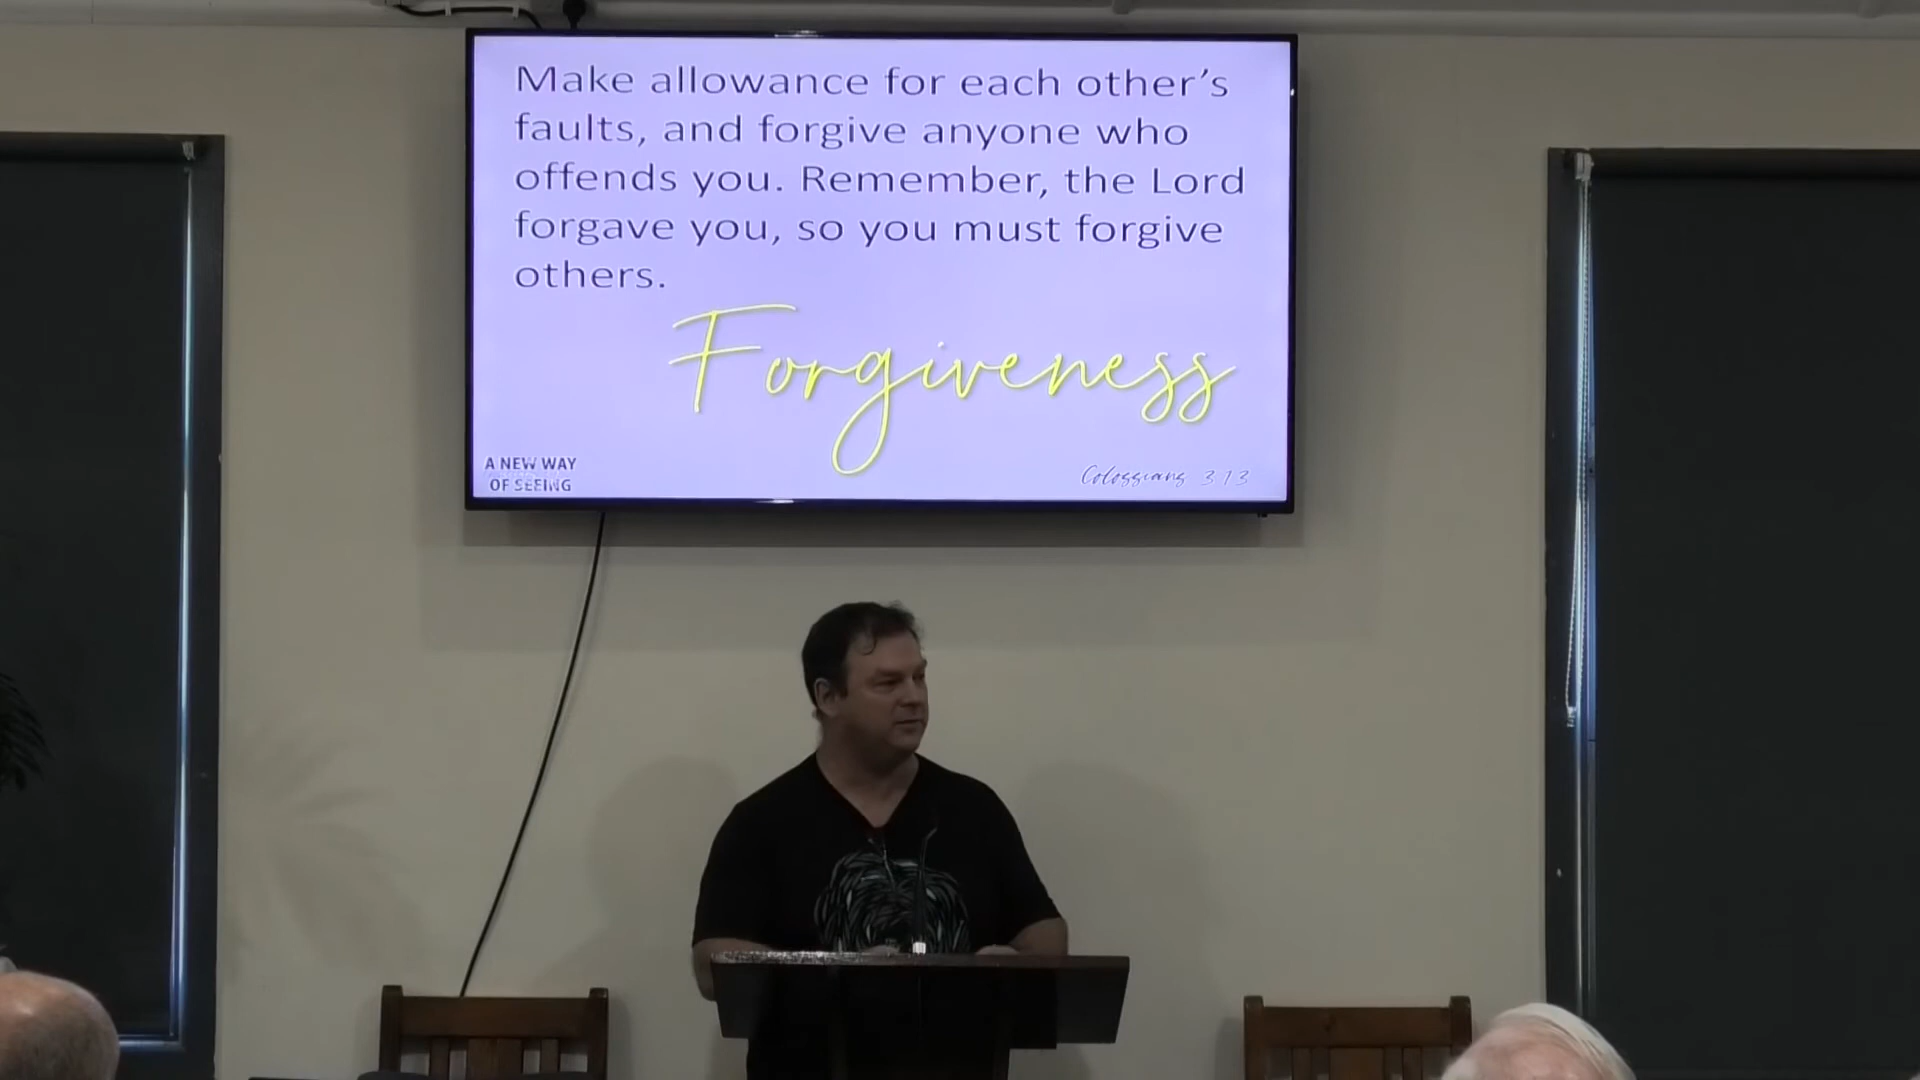 Make allowance for each other’s
faults, and forgive anyone who
offends you. Remember, the Lord
forgave you, so you must forgive
others.
Forgiveness
A NEW WAY
OF SEEING
Colossians 3 13